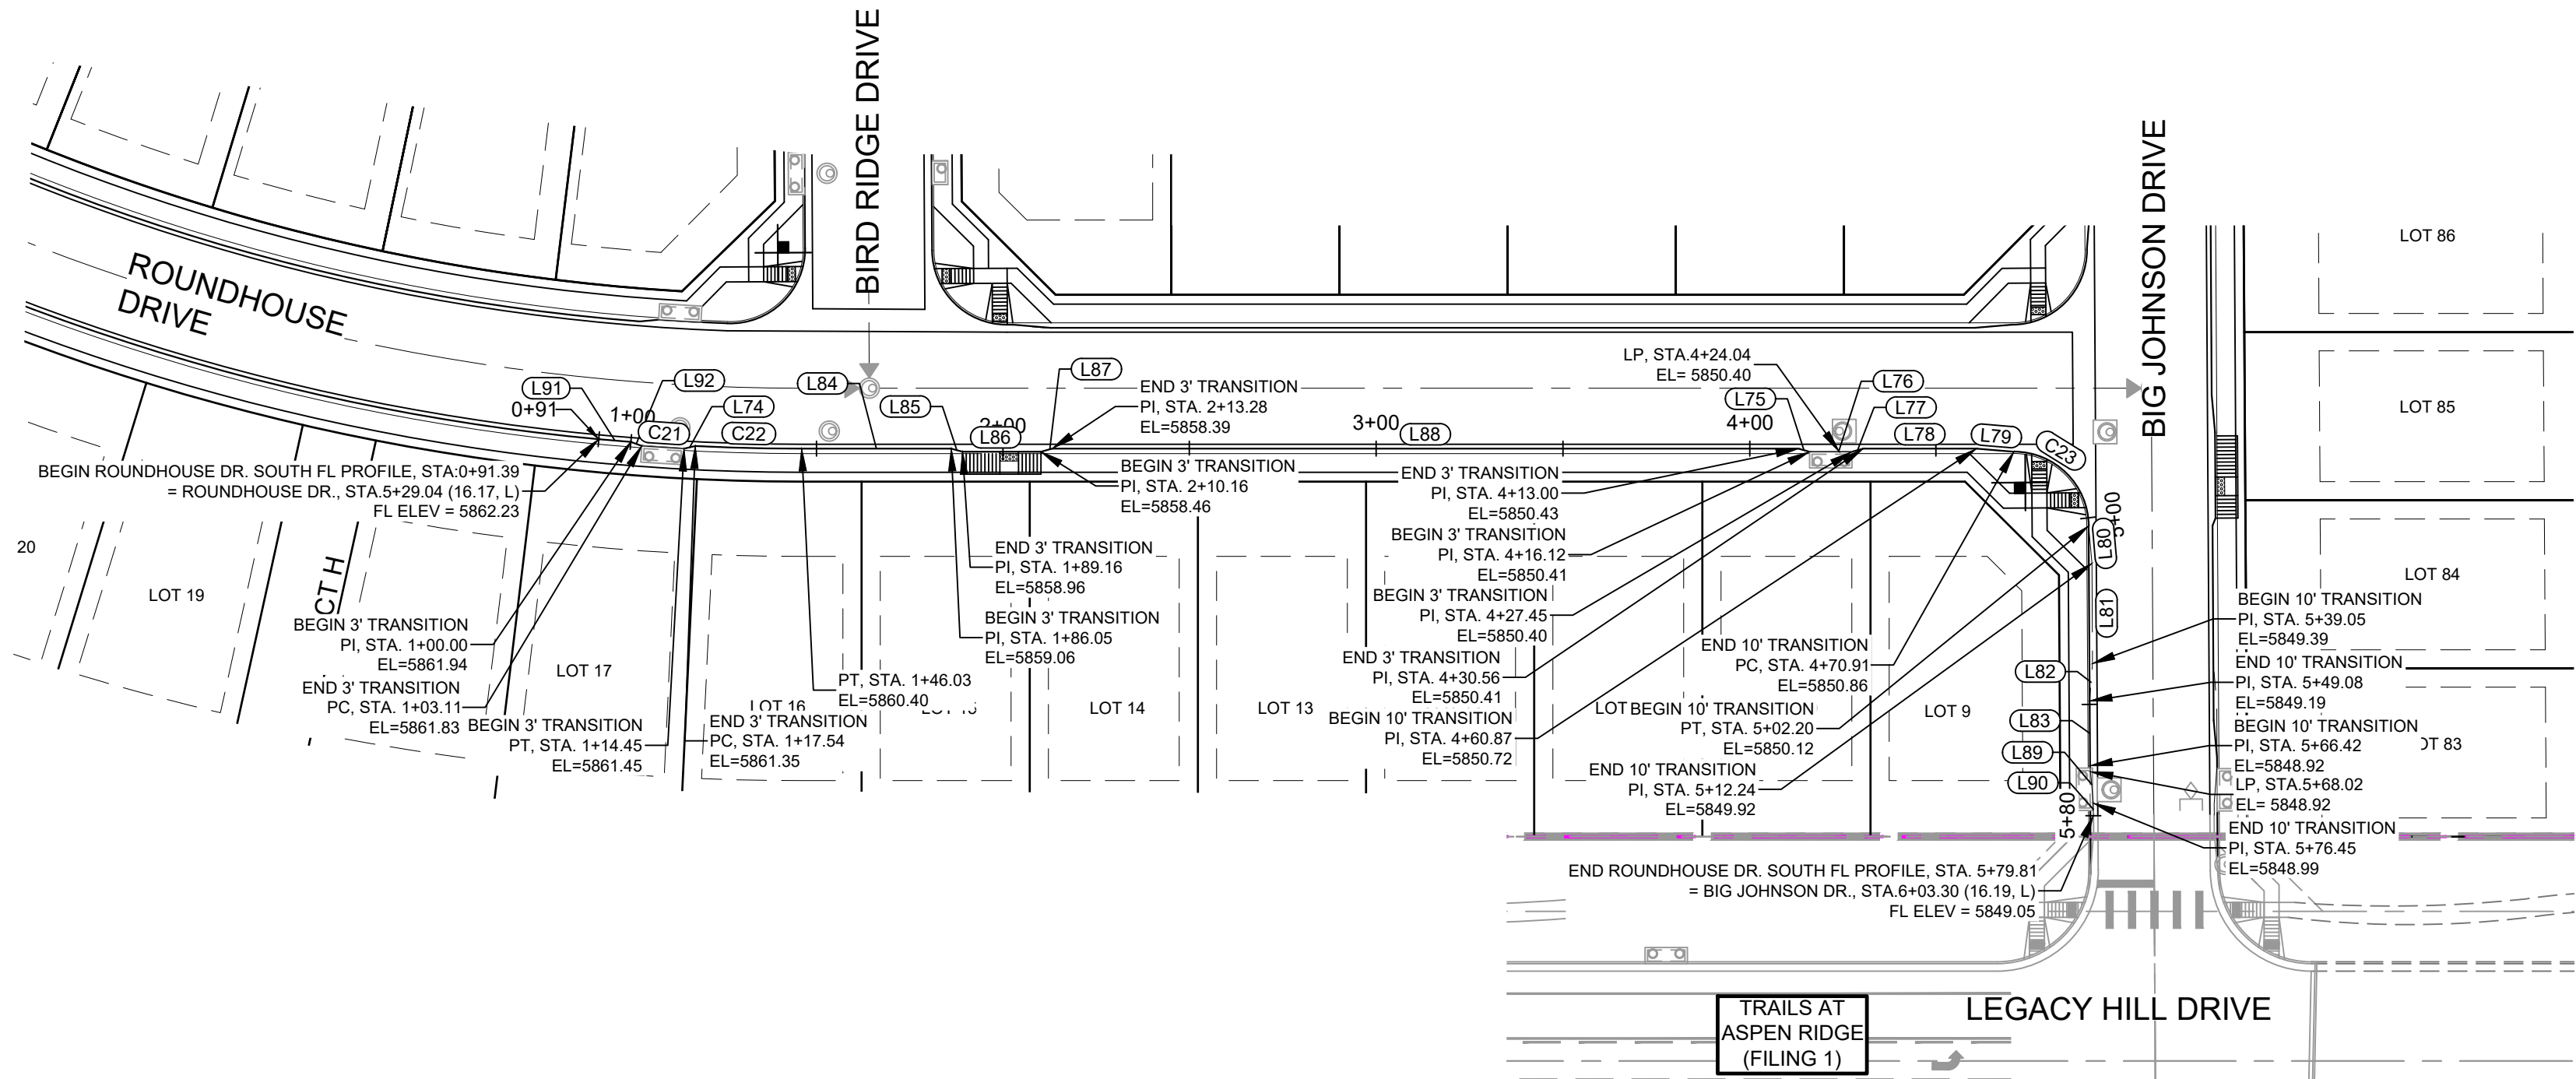 BIRD RIDGE DRIVE
BIG JOHNSON DRIVE
ROUNDHOUSE
DRIVE
LOT 86
LOT 85
LOT 84
LOT 9
LOT 13
LOT 14
LOT 16
LOT 17
LOT 19
20
CT H
LOT
OT 83
L91
0+91
1+00
L92
C21
L74
C22
L84
L85
2+00
L86
L87
3+00
L88
4+00
L75
L76
L77
L78
L79
C23
5+00
L80
L81
L82
L83
L89
L90
5+80
BEGIN ROUNDHOUSE DR. SOUTH FL PROFILE, STA:0+91.39
= ROUNDHOUSE DR., STA.5+29.04 (16.17, L)
FL ELEV = 5862.23
BEGIN 3' TRANSITION
PI, STA. 1+00.00
EL=5861.94
END 3' TRANSITION
PC, STA. 1+03.11
EL=5861.83
BEGIN 3' TRANSITION
PT, STA. 1+14.45
EL=5861.45
END 3' TRANSITION
PC, STA. 1+17.54
EL=5861.35
PT, STA. 1+46.03
EL=5860.40
BEGIN 3' TRANSITION
PI, STA. 1+86.05
EL=5859.06
END 3' TRANSITION
PI, STA. 1+89.16
EL=5858.96
BEGIN 3' TRANSITION
PI, STA. 2+10.16
EL=5858.46
END 3' TRANSITION
PI, STA. 2+13.28
EL=5858.39
LP, STA.4+24.04
EL= 5850.40
END 3' TRANSITION
PI, STA. 4+13.00
EL=5850.43
BEGIN 3' TRANSITION
PI, STA. 4+16.12
EL=5850.41
BEGIN 3' TRANSITION
PI, STA. 4+27.45
EL=5850.40
END 3' TRANSITION
PI, STA. 4+30.56
EL=5850.41
BEGIN 10' TRANSITION
PI, STA. 4+60.87
EL=5850.72
END 10' TRANSITION
PC, STA. 4+70.91
EL=5850.86
BEGIN 10' TRANSITION
PT, STA. 5+02.20
EL=5850.12
END 10' TRANSITION
PI, STA. 5+12.24
EL=5849.92
BEGIN 10' TRANSITION
PI, STA. 5+39.05
EL=5849.39
END 10' TRANSITION
PI, STA. 5+49.08
EL=5849.19
BEGIN 10' TRANSITION
PI, STA. 5+66.42
EL=5848.92
LP, STA.5+68.02
EL= 5848.92
END 10' TRANSITION
PI, STA. 5+76.45
EL=5848.99
END ROUNDHOUSE DR. SOUTH FL PROFILE, STA. 5+79.81
= BIG JOHNSON DR., STA.6+03.30 (16.19, L)
FL ELEV = 5849.05
TRAILS AT
ASPEN RIDGE
(FILING 1)
LEGACY HILL DRIVE